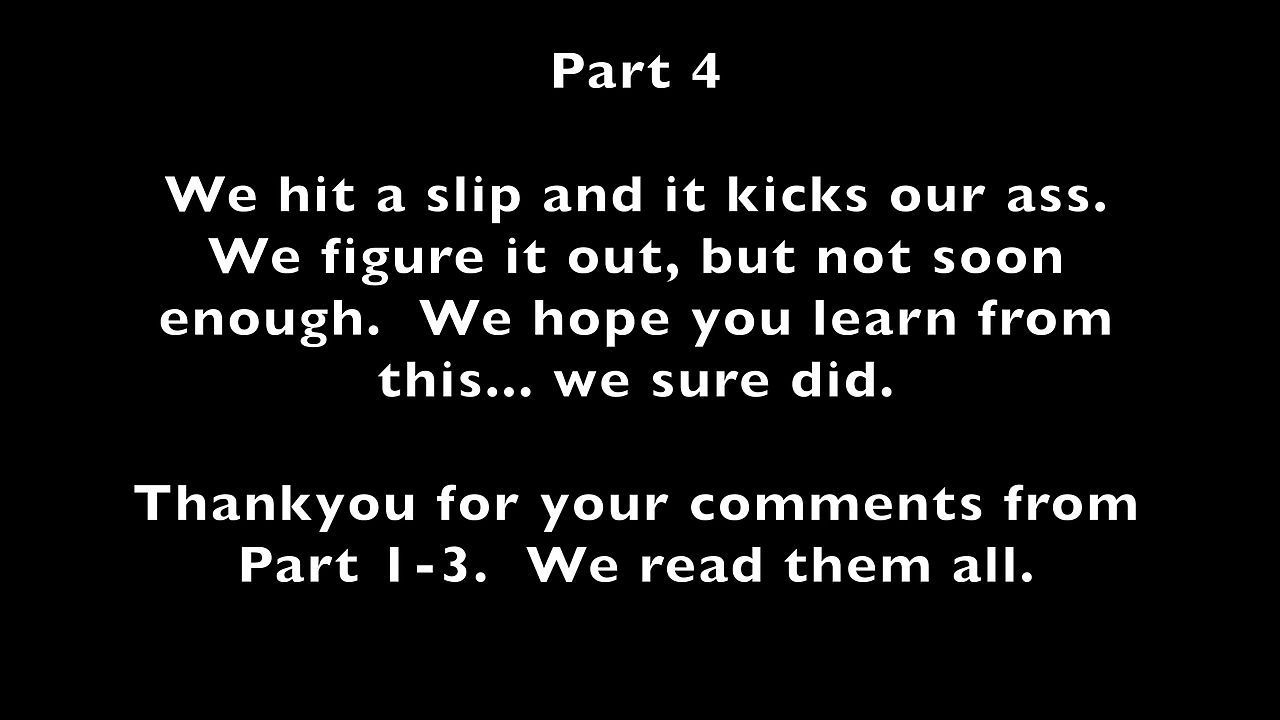 Part 4
We hit a slip and it kicks our ass.
We figure it out, but not soon
enough.  We hope you learn from
this... we sure did.
Thankyou for your comments from
Part 1-3.  We read them all.